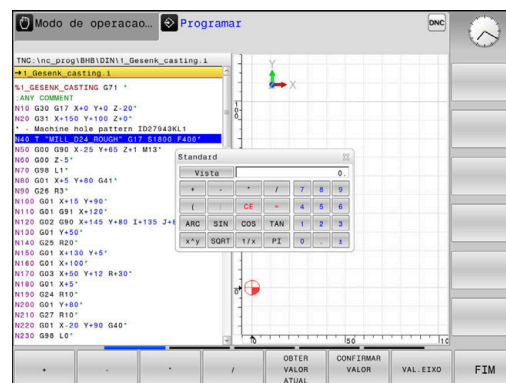 Modo de operacao... Programar
DNC
TNC:\nc_prog\BHB\DIN\1_Gesenk_casting.i
→1_Gesenk_casting.i
%1_GESENK_CASTING G71 *
;ANY COMMENT
N10 G30 G17 X+0 Y+0 Z-20*
N20 G31 X+150 Y+100 Z+0*
* - Machine hole pattern ID27943KL1
N40 T "MILL_D24_ROUGH" G17 S1800 F400*
N50 G00 G90 X-25 Y+85 Z+1 M13*
N60 G00 Z-5*
N70 G98 L1*
N80 G01 X+5 Y+80 G41*
N90 G26 R3*
N100 G01 X+15 Y+90*
N110 G01 G91 X+120*
N120 G02 G90 X+145 Y+80 I+135 J+8
N130 G01 Y+50*
N140 G25 R20*
N150 G01 X+130 Y+5*
N160 G01 X+100*
N170 G03 X+50 Y+12 R+30*
N180 G01 X+5*
N190 G24 R10*
N200 G01 Y+80*
N210 G27 R10*
N220 G01 X-20 Y+90 G40*
N230 G98 L0*
Y
X
Standard
Vista 0.
+ - * / 7 8 9
( ) CE = 4 5 6
ARC SIN COS TAN 1 2 3
x^y SQRT 1/x PI 0 . ±
0 50
+ - * / OBTER VALOR ATUAL CONFIRMAR VALOR VAL.EIXO FIM